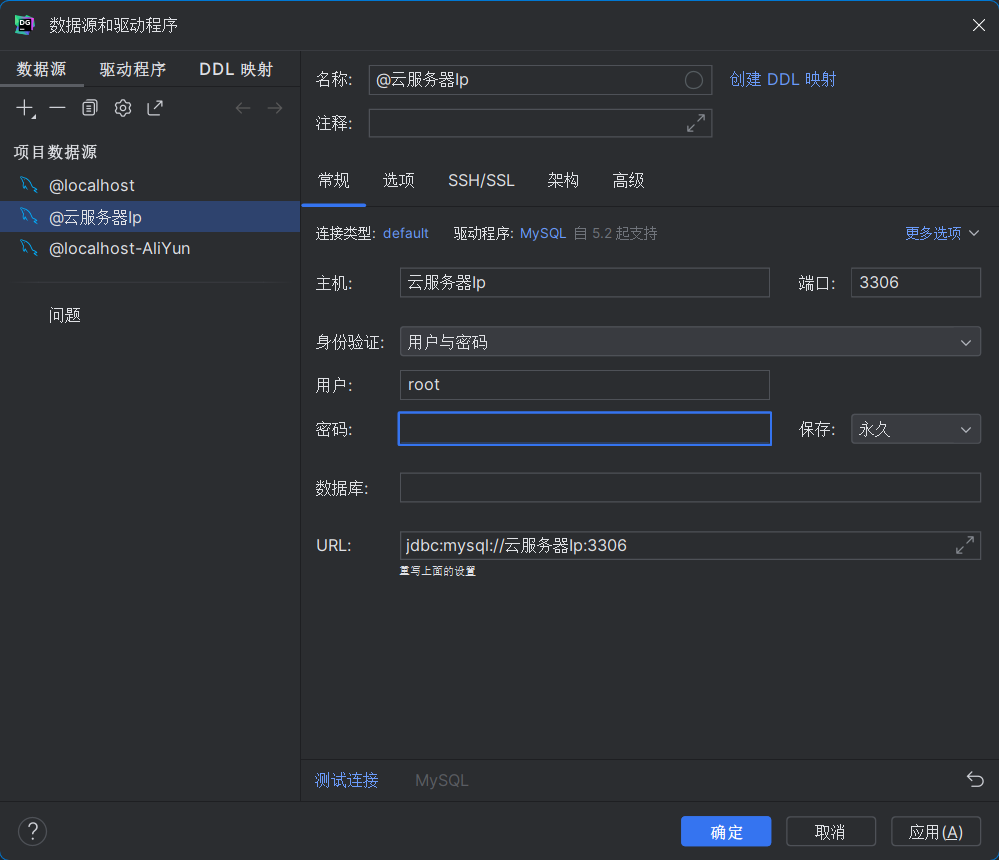 DG 数据源和驱动程序
数据源 驱动程序 DDL 映射
项目数据源
@localhost
@云服务器Ip
@localhost-AliYun
问题
名称: @云服务器Ip 创建 DDL 映射
注释:
常规 选项 SSH/SSL 架构 高级
连接类型: default 驱动程序: MySQL 自 5.2 起支持 更多选项
主机: 云服务器Ip 端口: 3306
身份验证: 用户与密码
用户: root
密码: 保存: 永久
数据库:
URL: jdbc:mysql://云服务器Ip:3306
重写上面的设置
测试连接 MySQL
? 确定 取消 应用(A)